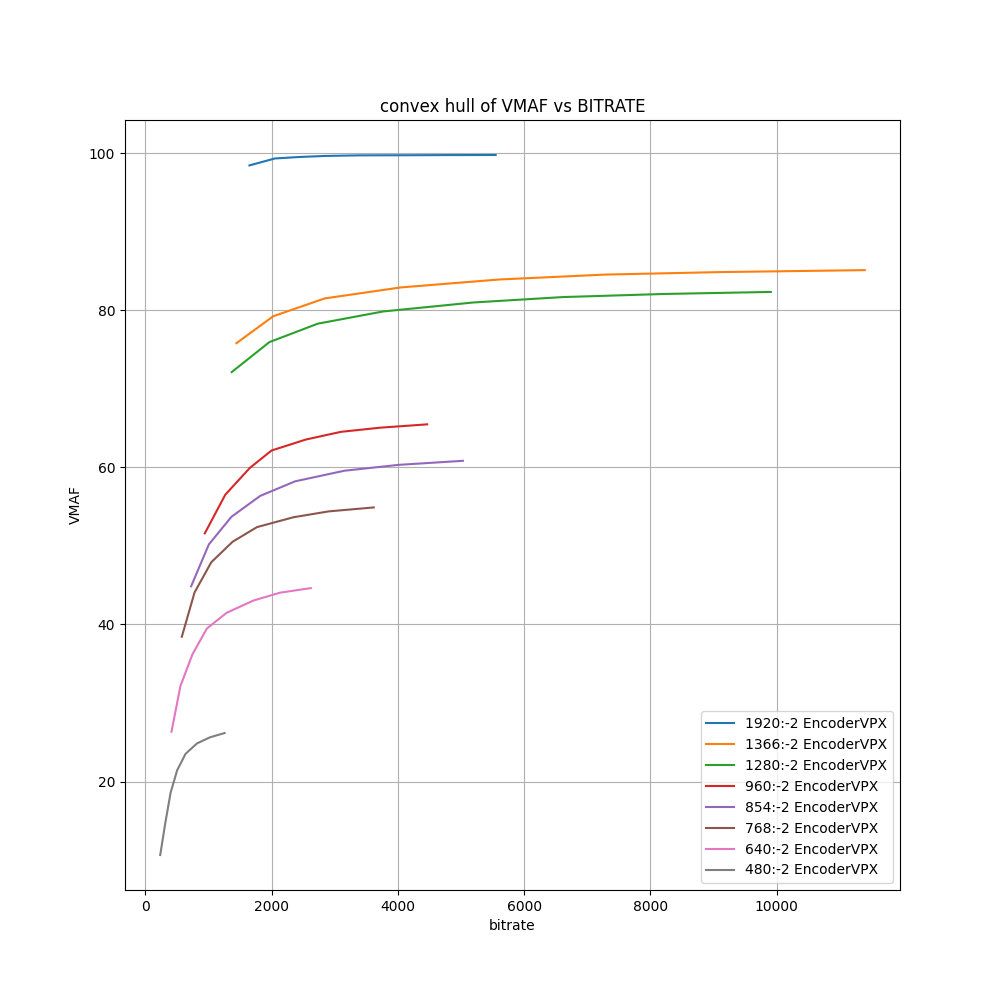 convex hull of VMAF vs BITRATE
100
80
60
40
20
VMAF
0
2000
4000
6000
8000
10000
bitrate
1920:-2 EncoderVPX
1366:-2 EncoderVPX
1280:-2 EncoderVPX
960:-2 EncoderVPX
854:-2 EncoderVPX
768:-2 EncoderVPX
640:-2 EncoderVPX
480:-2 EncoderVPX